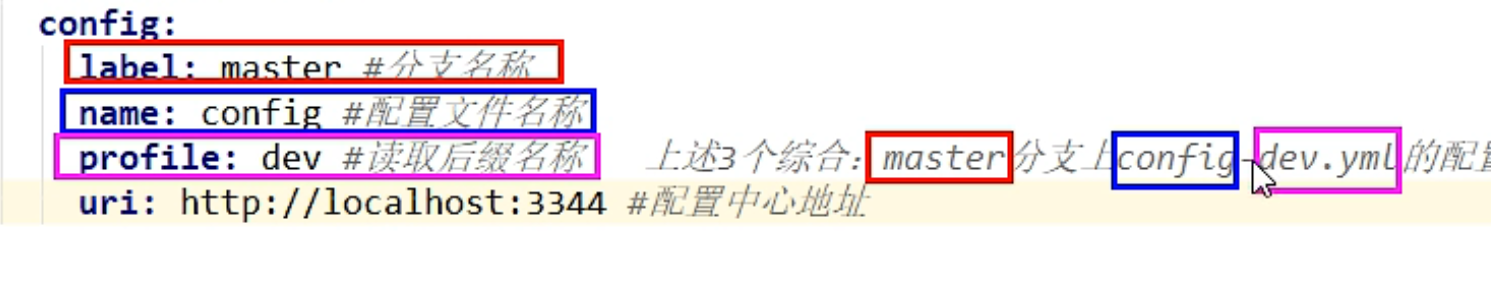 config:
label: master #分支名称
name: config #配置文件名称
profile: dev #读取后缀名称 上述3个综合：master分支上config-dev.yml的配置
uri: http://localhost:3344 #配置中心地址